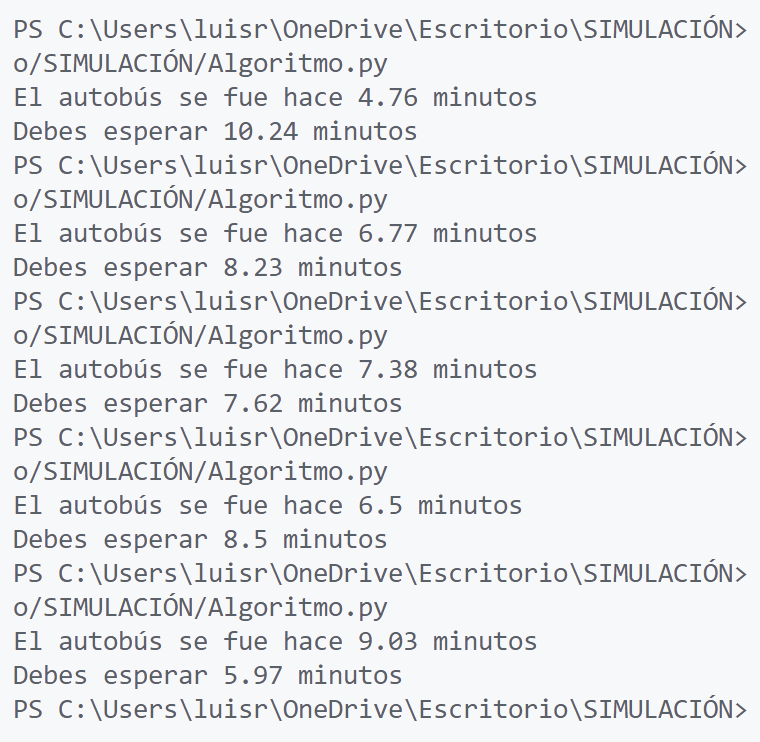 PS C:\Users\luisr\OneDrive\Escritorio\SIMULACIÓN>
o/SIMULACIÓN/Algoritmo.py
El autobús se fue hace 4.76 minutos
Debes esperar 10.24 minutos
PS C:\Users\luisr\OneDrive\Escritorio\SIMULACIÓN>
o/SIMULACIÓN/Algoritmo.py
El autobús se fue hace 6.77 minutos
Debes esperar 8.23 minutos
PS C:\Users\luisr\OneDrive\Escritorio\SIMULACIÓN>
o/SIMULACIÓN/Algoritmo.py
El autobús se fue hace 7.38 minutos
Debes esperar 7.62 minutos
PS C:\Users\luisr\OneDrive\Escritorio\SIMULACIÓN>
o/SIMULACIÓN/Algoritmo.py
El autobús se fue hace 6.5 minutos
Debes esperar 8.5 minutos
PS C:\Users\luisr\OneDrive\Escritorio\SIMULACIÓN>
o/SIMULACIÓN/Algoritmo.py
El autobús se fue hace 9.03 minutos
Debes esperar 5.97 minutos
PS C:\Users\luisr\OneDrive\Escritorio\SIMULACIÓN>